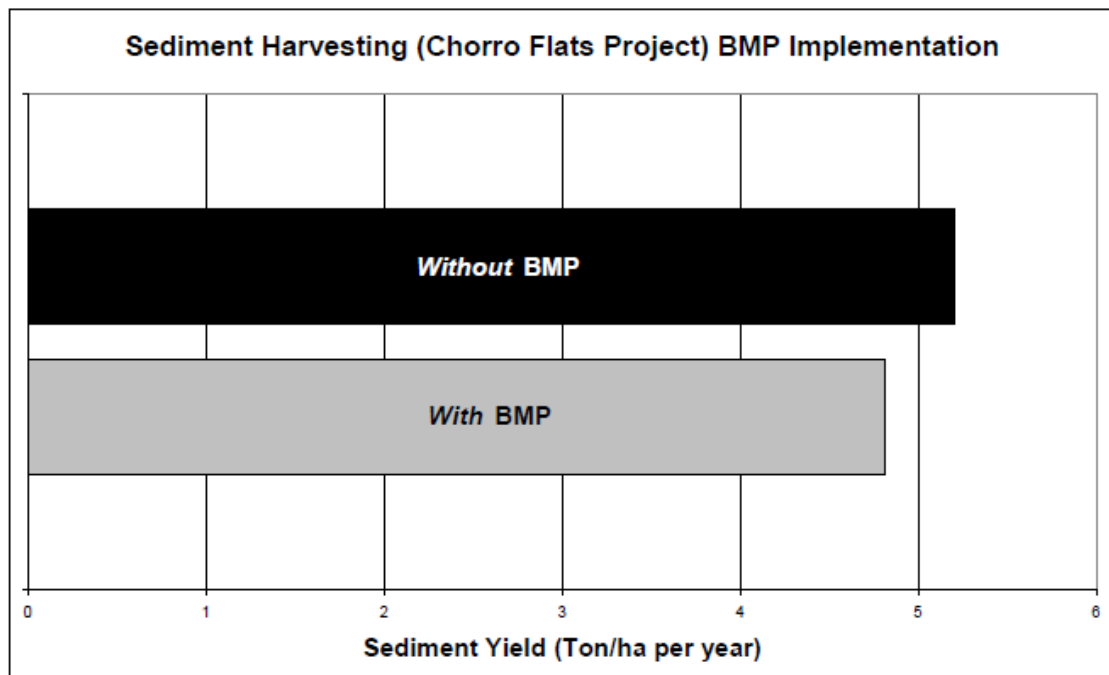 Sediment Harvesting (Chorro Flats Project) BMP Implementation
Without BMP
With BMP
0 1 2 3 4 5 6
Sediment Yield (Ton/ha per year)